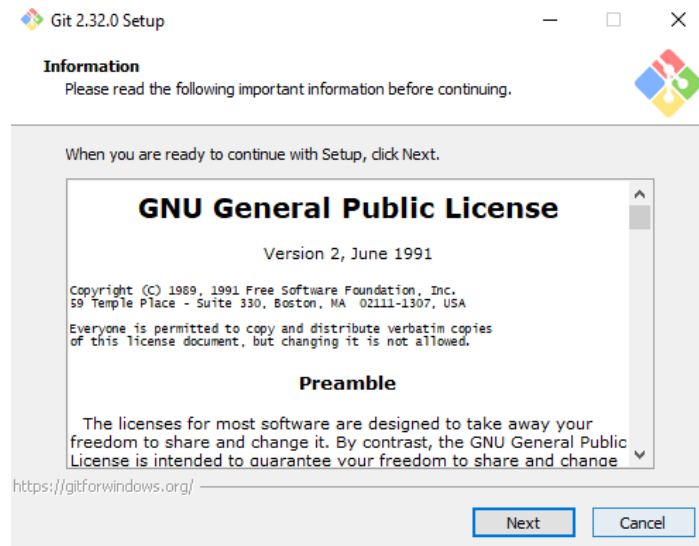 Git 2.32.0 Setup
Information
Please read the following important information before continuing.
When you are ready to continue with Setup, click Next.
GNU General Public License
Version 2, June 1991
Copyright (C) 1989, 1991 Free Software Foundation, Inc.
59 Temple Place - Suite 330, Boston, MA  02111-1307, USA
Everyone is permitted to copy and distribute verbatim copies
of this license document, but changing it is not allowed.
Preamble
The licenses for most software are designed to take away your
freedom to share and change it. By contrast, the GNU General Public
License is intended to guarantee your freedom to share and change
https://gitforwindows.org/
Next
Cancel